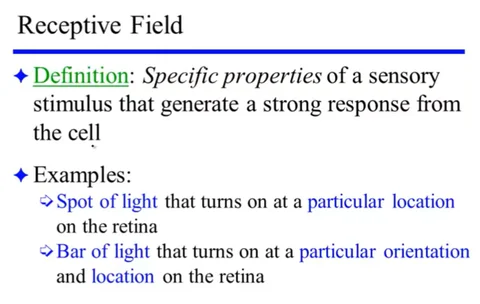 Receptive Field
Definition: Specific properties of a sensory
stimulus that generate a strong response from
the cell
Examples:
Spot of light that turns on at a particular location
on the retina
Bar of light that turns on at a particular orientation
and location on the retina